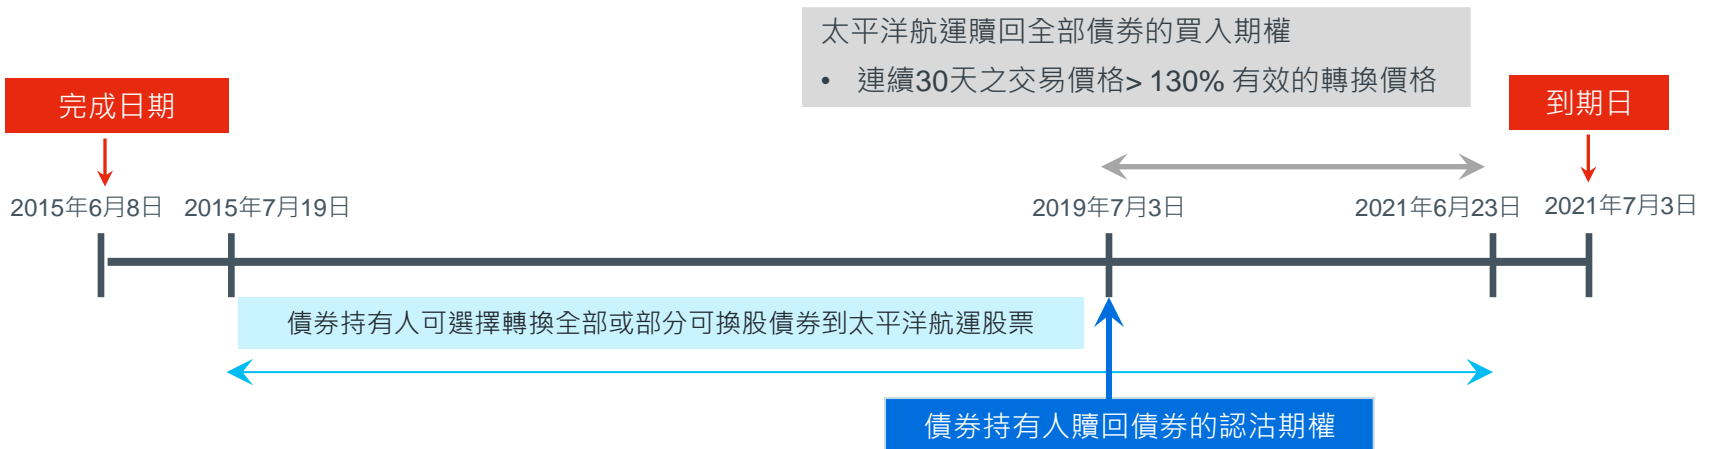 太平洋航運贖回全部債券的買入期權
• 連續30天之交易價格> 130% 有效的轉換價格
完成日期
到期日
2015年6月8日
2015年7月19日
2019年7月3日
2021年6月23日
2021年7月3日
債券持有人可選擇轉換全部或部分可換股債券到太平洋航運股票
債券持有人贖回債券的認沽期權